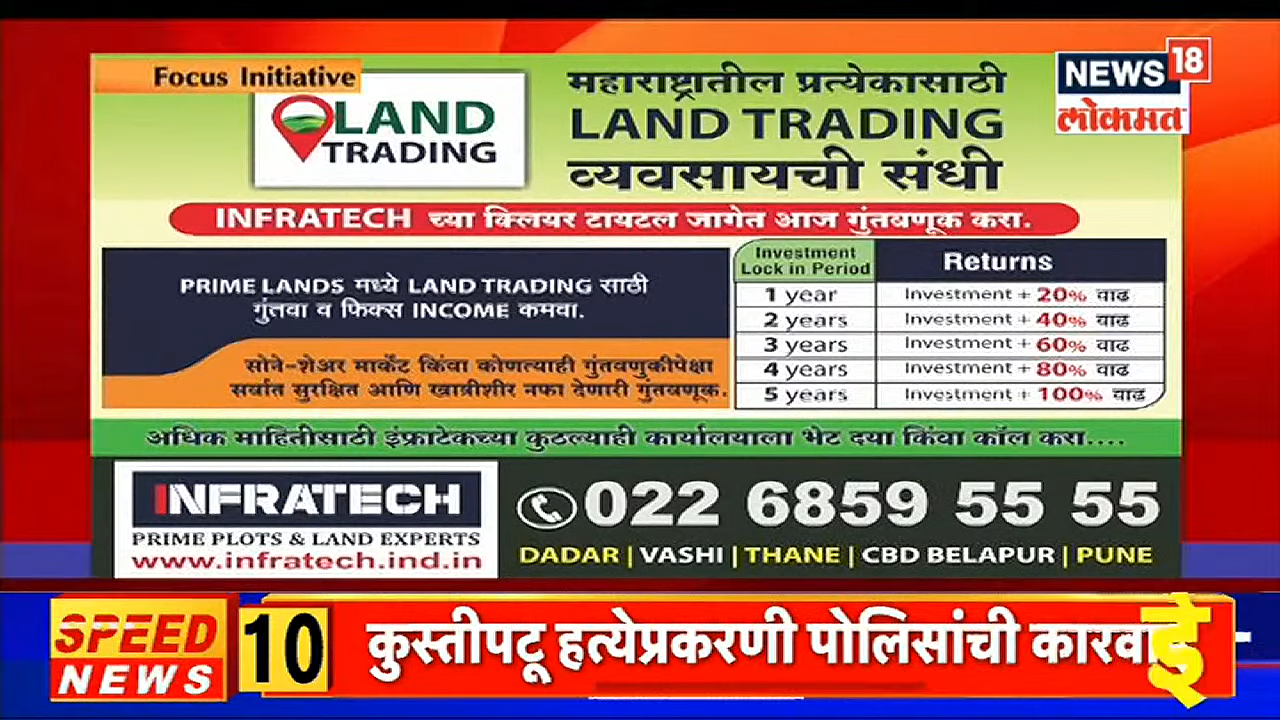 Focus Initiative
LAND
TRADING
महाराष्ट्रातील प्रत्येकासाठी
LAND TRADING
व्यवसायची संधी
NEWS 18
लोकमत
INFRATECH च्या क्लियर टायटल जागेत आज गुंतवणूक करा.
PRIME LANDS मध्ये LAND TRADING साठी
गुंतवा व फिक्स INCOME कमवा.
सोने-शेअर मार्केट किंवा कोणत्याही गुंतवणुकीपेक्षा
सर्वात सुरक्षित आणि खात्रीशीर नफा देणारी गुंतवणूक.
Investment
Lock in Period
Returns
1 year Investment + 20% वाढ
2 years Investment + 40% वाढ
3 years Investment + 60% वाढ
4 years Investment + 80% वाढ
5 years Investment + 100% वाढ
अधिक माहितीसाठी इंफ्राटेकच्या कुठल्याही कार्यालयाला भेट दया किंवा कॉल करा....
INFRATECH
PRIME PLOTS & LAND EXPERTS
www.infratech.ind.in
022 6859 55 55
DADAR | VASHI | THANE | CBD BELAPUR | PUNE
SPEED
NEWS
10
कुस्तीपटू हत्येप्रकरणी पोलिसांची कारवाई